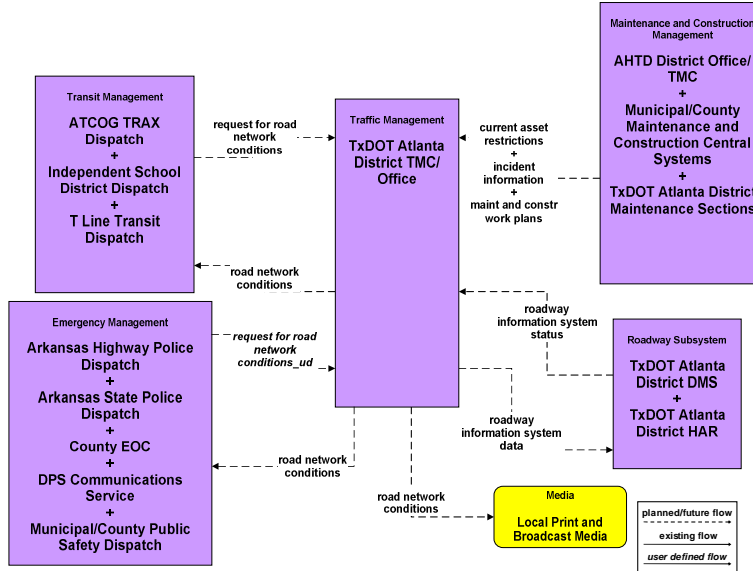 Maintenance and Construction
Management
AHTD District Office/
TMC
+
Municipal/County
Maintenance and
Construction Central
Systems
+
TxDOT Atlanta District
Maintenance Sections
Transit Management
ATCOG TRAX
Dispatch
+
Independent School
District Dispatch
+
T Line Transit
Dispatch
request for road
network
conditions
Traffic Management
TxDOT Atlanta
District TMC/
Office
current asset
restrictions
+
incident
information
+
maint and constr
work plans
road network
conditions
Emergency Management
Arkansas Highway Police
Dispatch
+
Arkansas State Police
Dispatch
+
County EOC
+
DPS Communications
Service
+
Municipal/County Public
Safety Dispatch
request for road
network
conditions_ud
roadway
information system
status
Roadway Subsystem
TxDOT Atlanta
District DMS
+
TxDOT Atlanta
District HAR
roadway
information system
data
road network
conditions
road network
conditions
Media
Local Print and
Broadcast Media
planned/future flow
existing flow
user defined flow